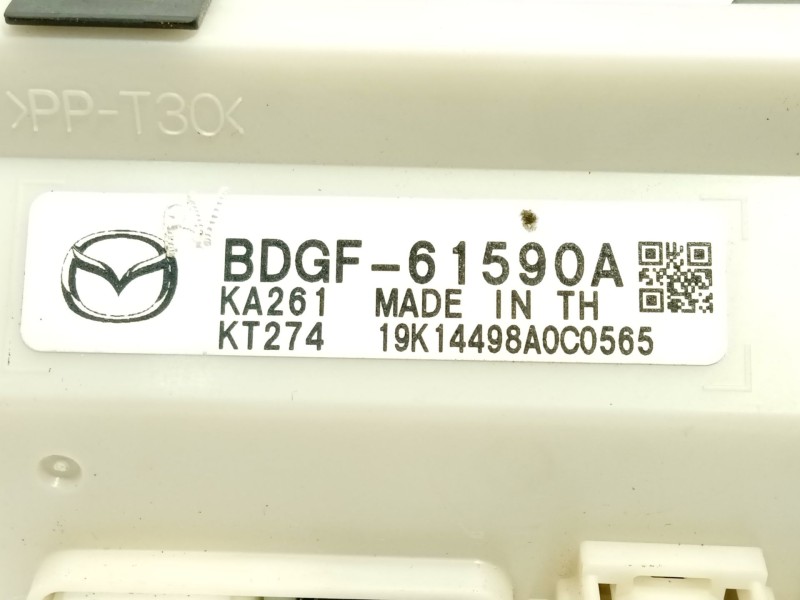 >PP-T30<
BDGF-61590A
KA261 MADE IN TH
KT274 19K14498A0C0565